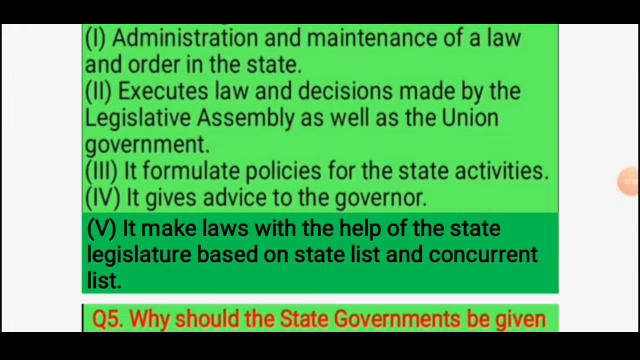 (I) Administration and maintenance of a law
and order in the state.
(II) Executes law and decisions made by the
Legislative Assembly as well as the Union
government.
(III) It formulate policies for the state activities.
(IV) It gives advice to the governor.
(V) It make laws with the help of the state
legislature based on state list and concurrent
list.
Q5. Why should the State Governments be given